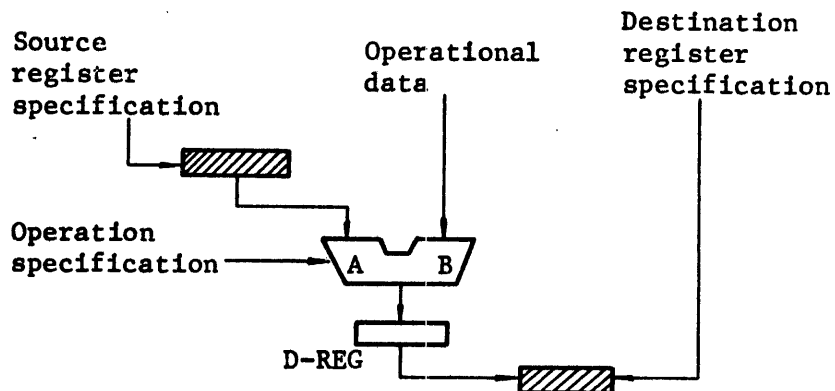 Source
register
specification
Operational
data
Destination
register
specification
Operation
specification
A
B
D-REG